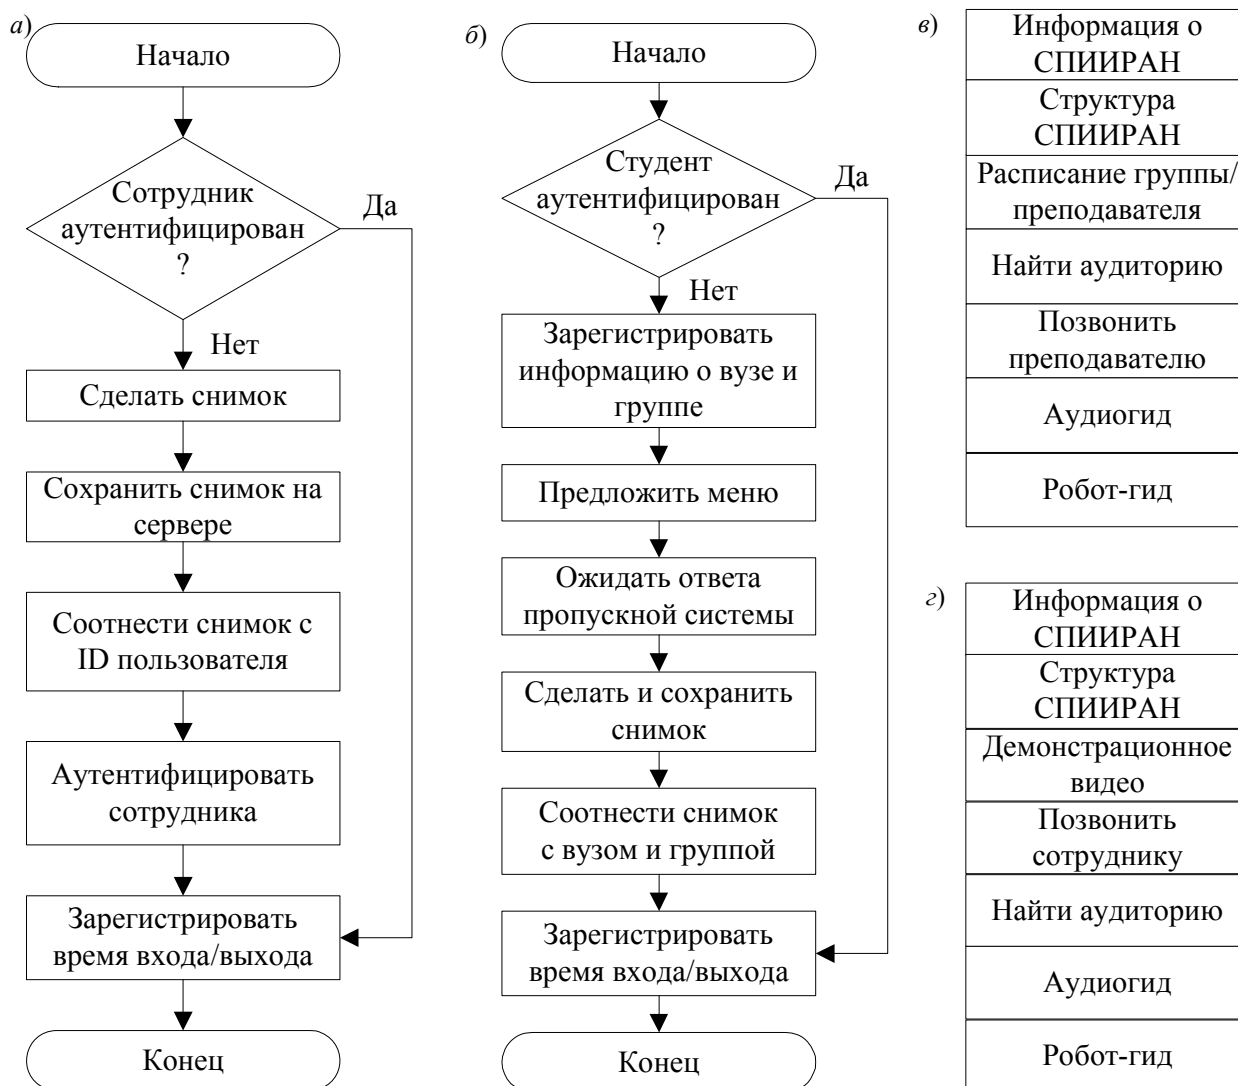 а)
Начало
Сотрудник
аутентифицирован
?
Да
Нет
Сделать снимок
Сохранить снимок на
сервере
Соотнести снимок с
ID пользователя
Аутентифицировать
сотрудника
Зарегистрировать
время входа/выхода
Конец
б)
Начало
Студент
аутентифицирован
?
Да
Нет
Зарегистрировать
информацию о вузе и
группе
Предложить меню
Ожидать ответа
пропускной системы
Сделать и сохранить
снимок
Соотнести снимок
с вузом и группой
Зарегистрировать
время входа/выхода
Конец
в)
Информация о
СПИИРАН
Структура
СПИИРАН
Расписание группы/
преподавателя
Найти аудиторию
Позвонить
преподавателю
Аудиогид
Робот-гид
г)
Информация о
СПИИРАН
Структура
СПИИРАН
Демонстрационное
видео
Позвонить
сотруднику
Найти аудиторию
Аудиогид
Робот-гид